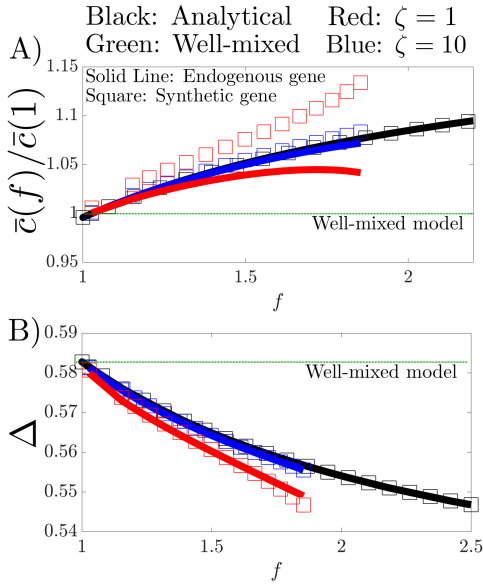 Black: Analytical Red: ζ = 1
Green: Well-mixed Blue: ζ = 10
A)
1.15
Solid Line: Endogenous gene
Square: Synthetic gene
1.1
c̄(f)/c̄(1)
1.05
1
Well-mixed model
0.95
1 1.5 2
f
B)
0.59
0.58
Well-mixed model
0.57
Δ
0.56
0.55
0.54
1 1.5 2 2.5
f